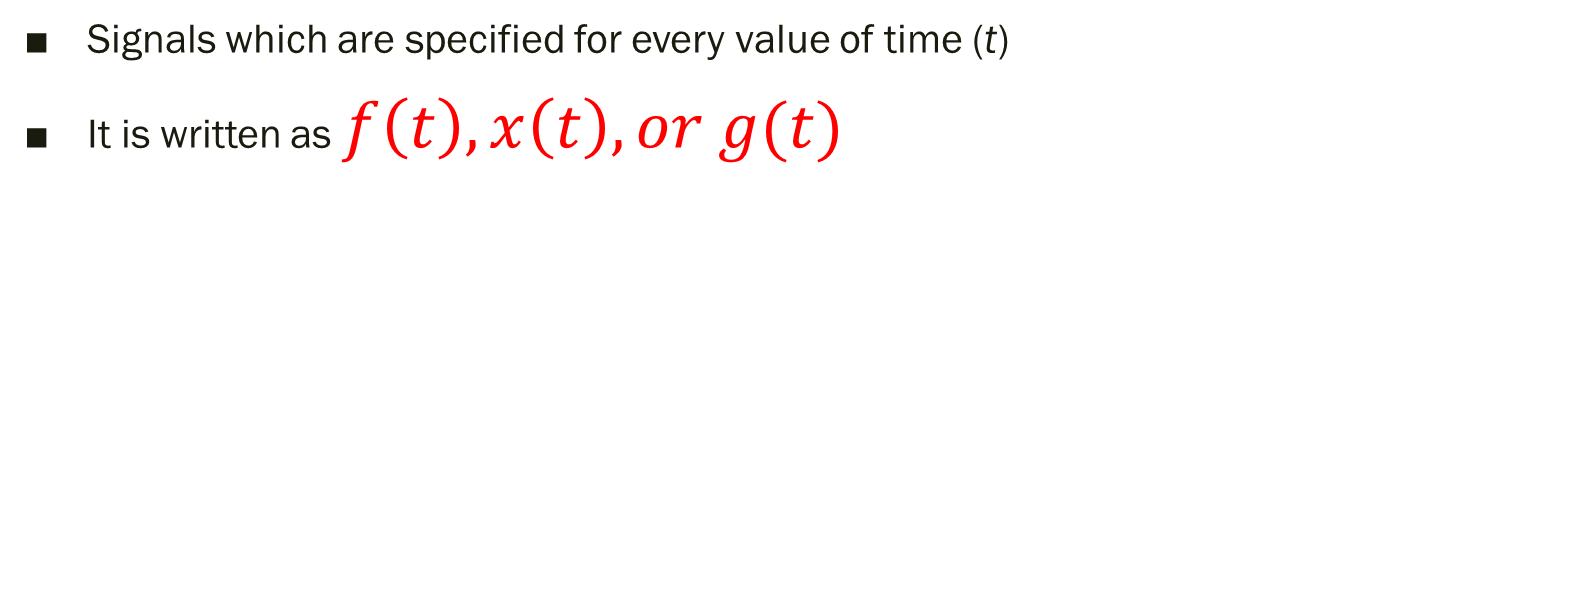 ■ Signals which are specified for every value of time (t)
■ It is written as f(t), x(t), or g(t)